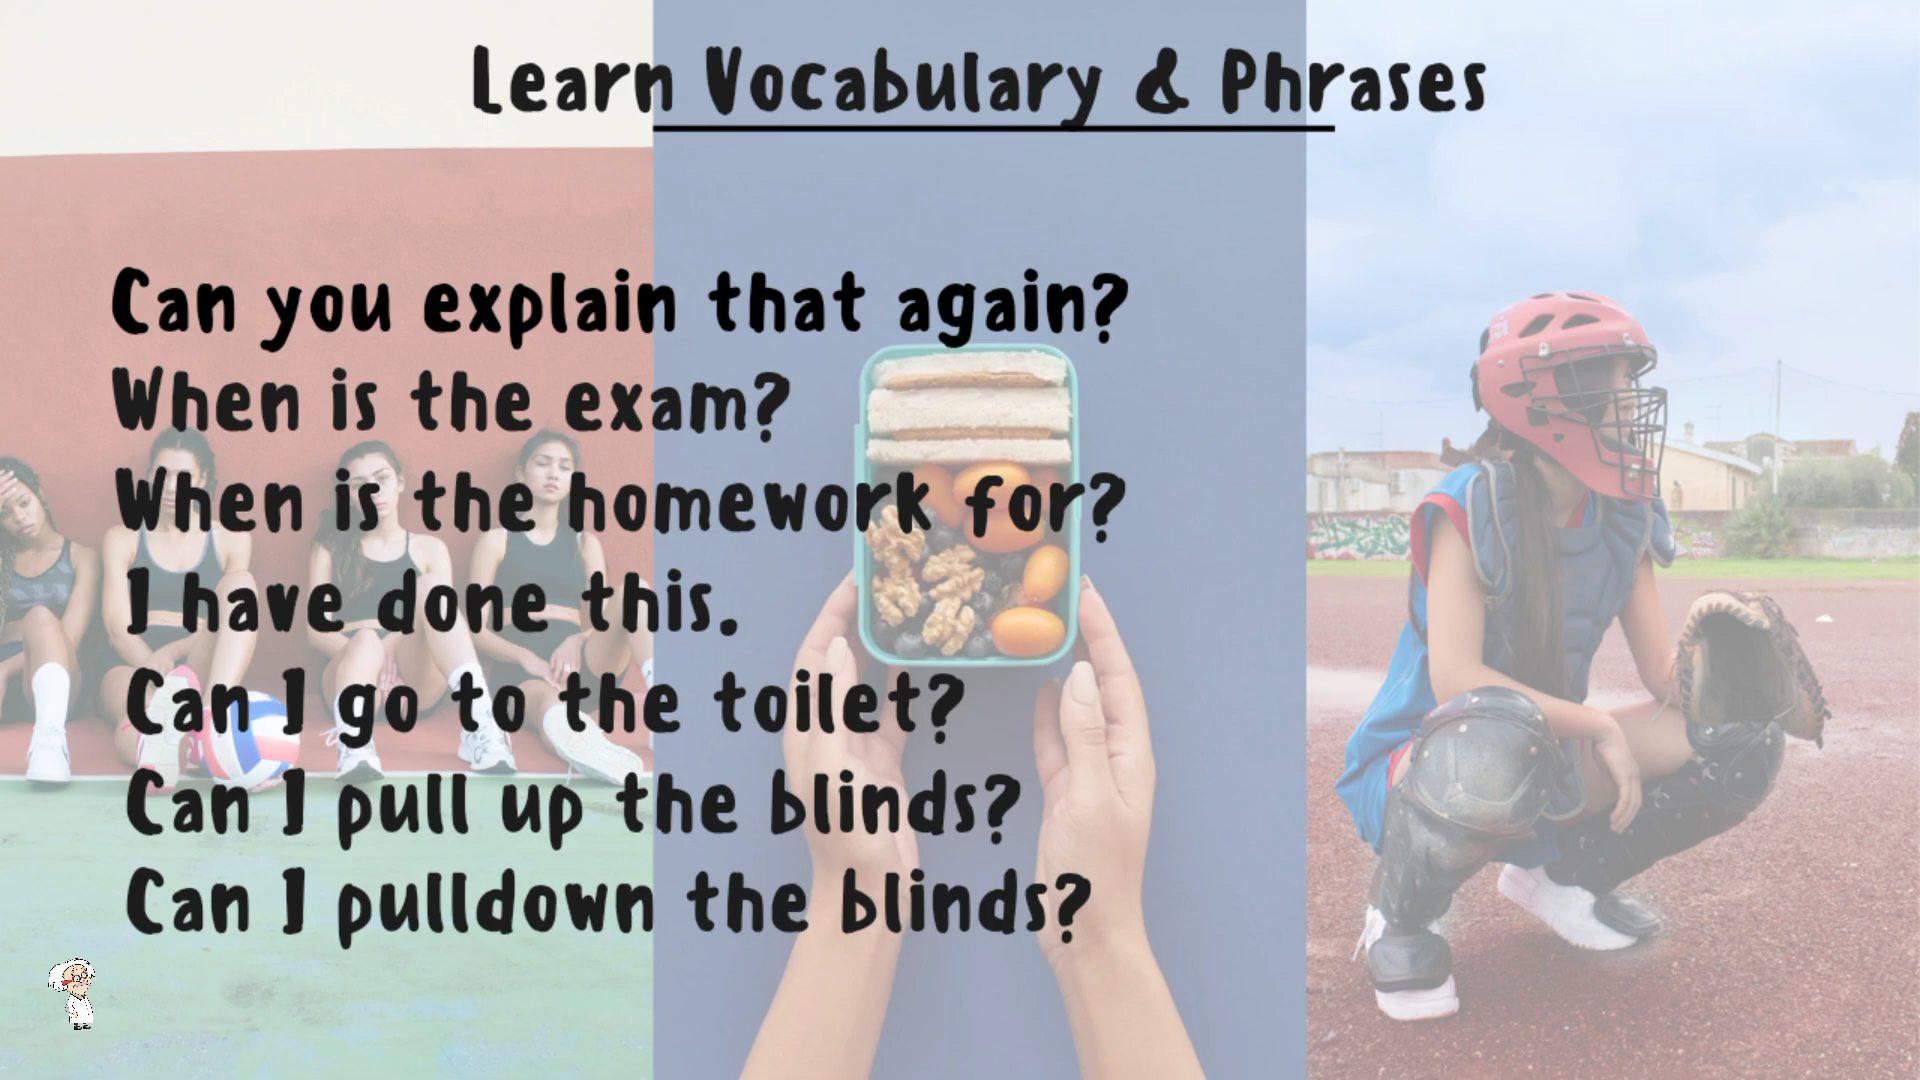 Learn Vocabulary & Phrases
Can you explain that again?
When is the exam?
When is the homework for?
I have done this.
Can I go to the toilet?
Can I pull up the blinds?
Can I pulldown the blinds?